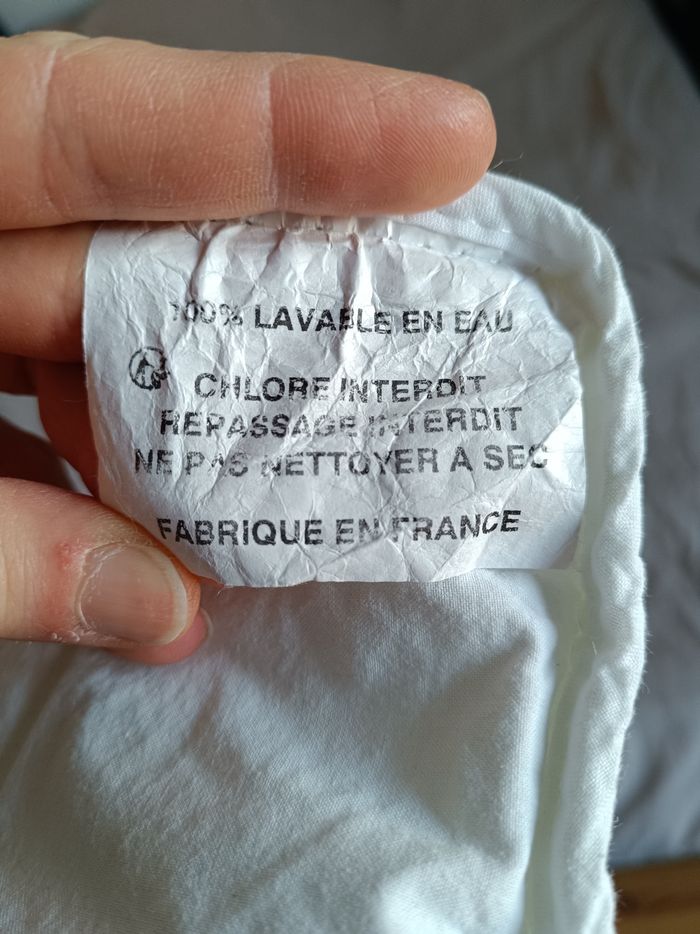 100% LAVABLE EN EAU
CHLORE INTERDIT
REPASSAGE INTERDIT
NE PAS NETTOYER A SEC
FABRIQUE EN FRANCE